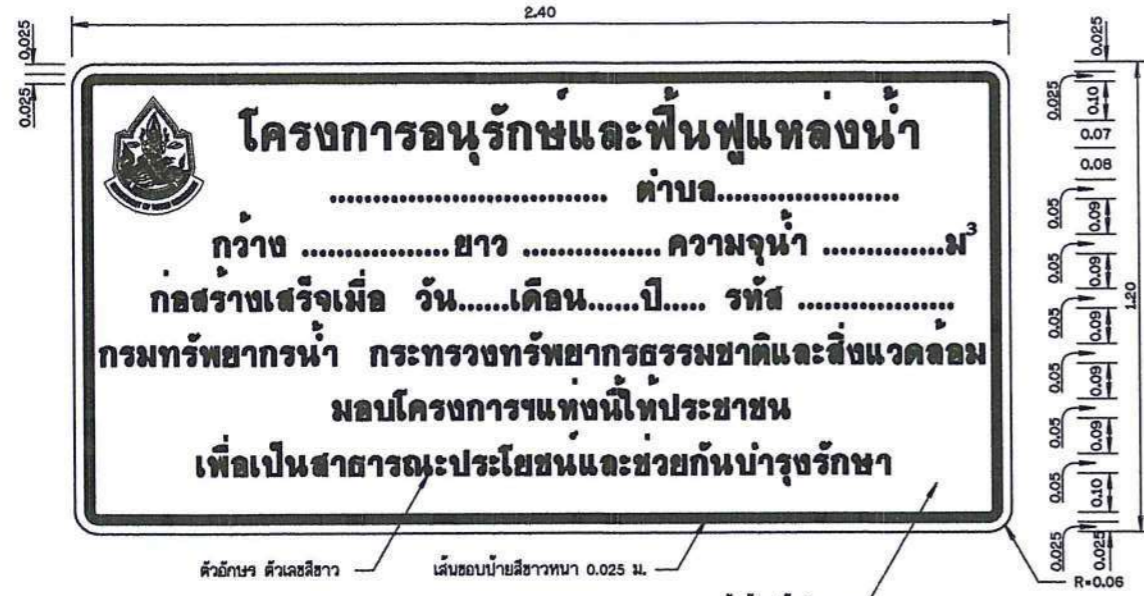 2.40
0.025
0.025
โครงการอนุรักษ์และฟื้นฟูแหล่งน้ำ
................................ ตำบล.....................
กว้าง .................ยาว ................ความจุน้ำ ..............ม³
ก่อสร้างเสร็จเมื่อ วัน......เดือน......ปี..... รหัส ..................
กรมทรัพยากรน้ำ กระทรวงทรัพยากรธรรมชาติและสิ่งแวดล้อม
มอบโครงการฯแห่งนี้ให้ประชาชน
เพื่อเป็นสาธารณะประโยชน์และช่วยกันบำรุงรักษา
0.025
0.025
0.10
0.07
0.08
0.05
0.09
0.05
0.09
0.05
0.09
0.05
0.09
0.05
0.09
0.05
0.10
0.025
0.025
1.20
R=0.06
ตัวอักษร ตัวเลขสีขาว
เส้นขอบป้ายสีขาวหนา 0.025 ม.